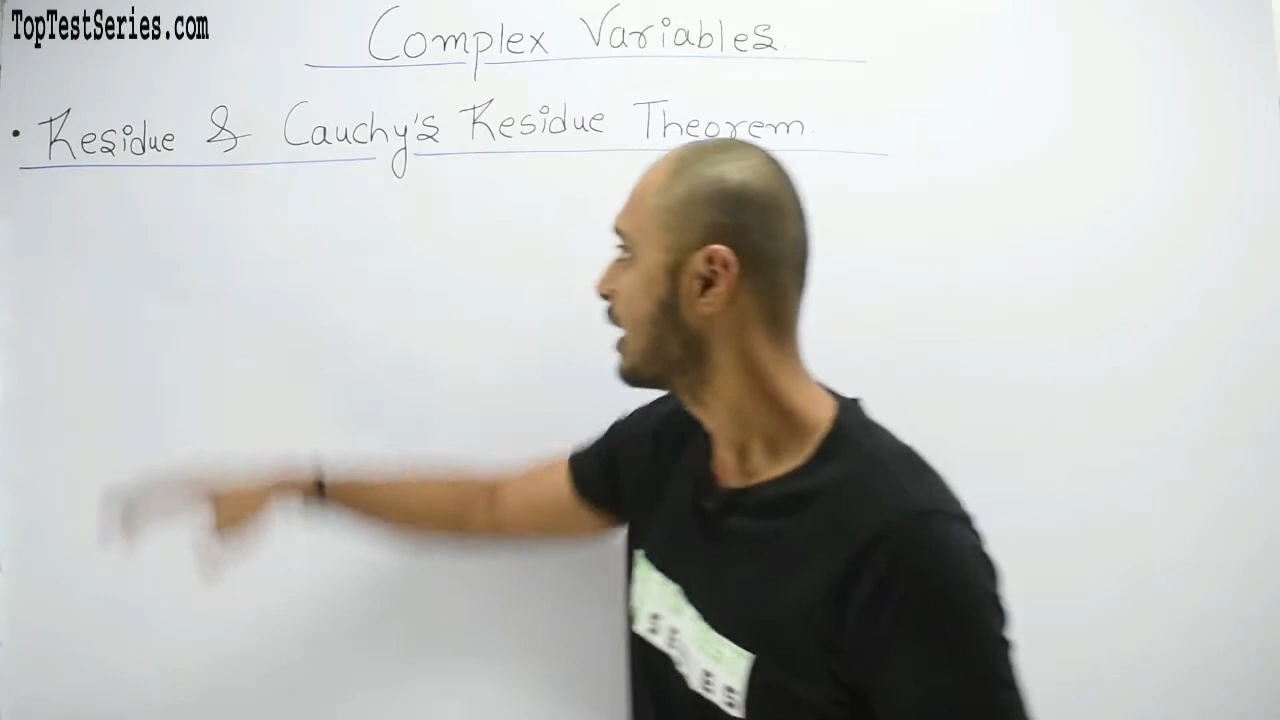 TopTestSeries.com
Complex Variables.
• Residue & Cauchy's Residue Theorem.